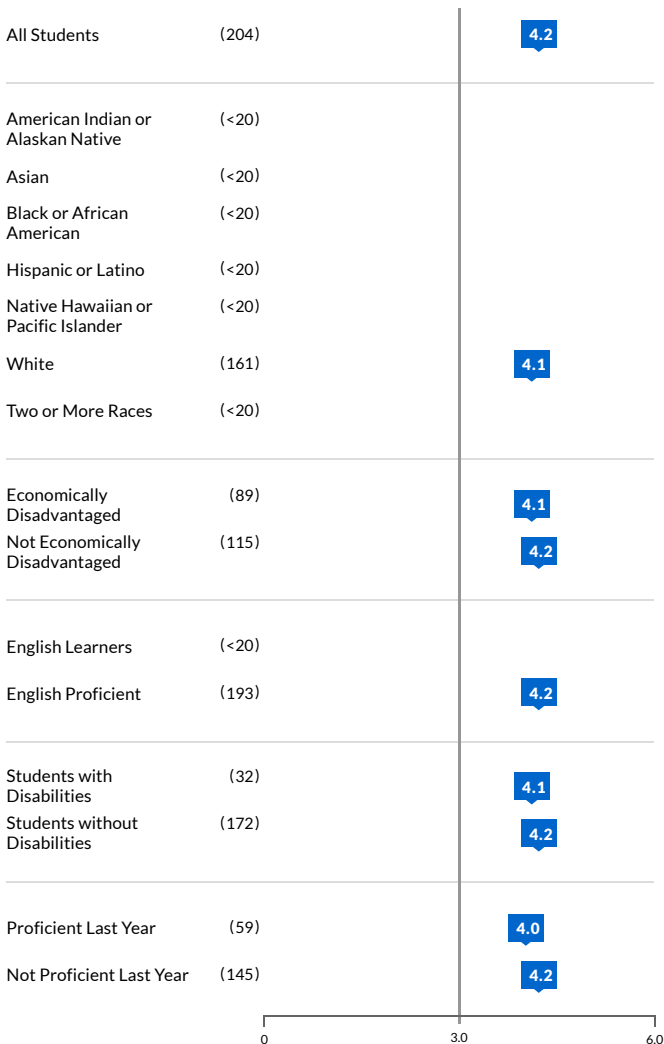 All Students (204) 4.2
American Indian or (<20)
Alaskan Native
Asian (<20)
Black or African (<20)
American
Hispanic or Latino (<20)
Native Hawaiian or (<20)
Pacific Islander
White (161) 4.1
Two or More Races (<20)
Economically (89) 4.1
Disadvantaged
Not Economically (115) 4.2
Disadvantaged
English Learners (<20)
English Proficient (193) 4.2
Students with (32) 4.1
Disabilities
Students without (172) 4.2
Disabilities
Proficient Last Year (59) 4.0
Not Proficient Last Year (145) 4.2
0 3.0 6.0